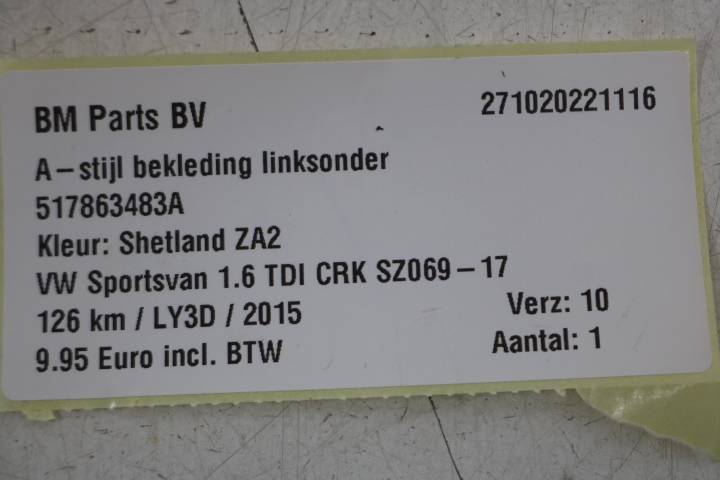 BM Parts BV 271020221116
A-stijl bekleding linksonder
517863483A
Kleur: Shetland ZA2
VW Sportsvan 1.6 TDI CRK SZ069-17
126 km / LY3D / 2015 Verz: 10
9.95 Euro incl. BTW Aantal: 1